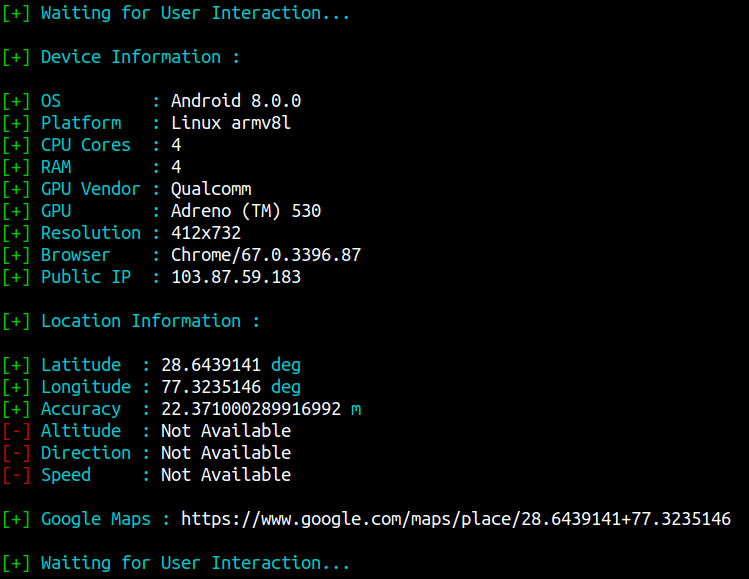 [+] Waiting for User Interaction...
[+] Device Information :
[+] OS : Android 8.0.0
[+] Platform : Linux armv8l
[+] CPU Cores : 4
[+] RAM : 4
[+] GPU Vendor : Qualcomm
[+] GPU : Adreno (TM) 530
[+] Resolution : 412x732
[+] Browser : Chrome/67.0.3396.87
[+] Public IP : 103.87.59.183
[+] Location Information :
[+] Latitude : 28.6439141 deg
[+] Longitude : 77.3235146 deg
[+] Accuracy : 22.371000289916992 m
[-] Altitude : Not Available
[-] Direction : Not Available
[-] Speed : Not Available
[+] Google Maps : https://www.google.com/maps/place/28.6439141+77.3235146
[+] Waiting for User Interaction...